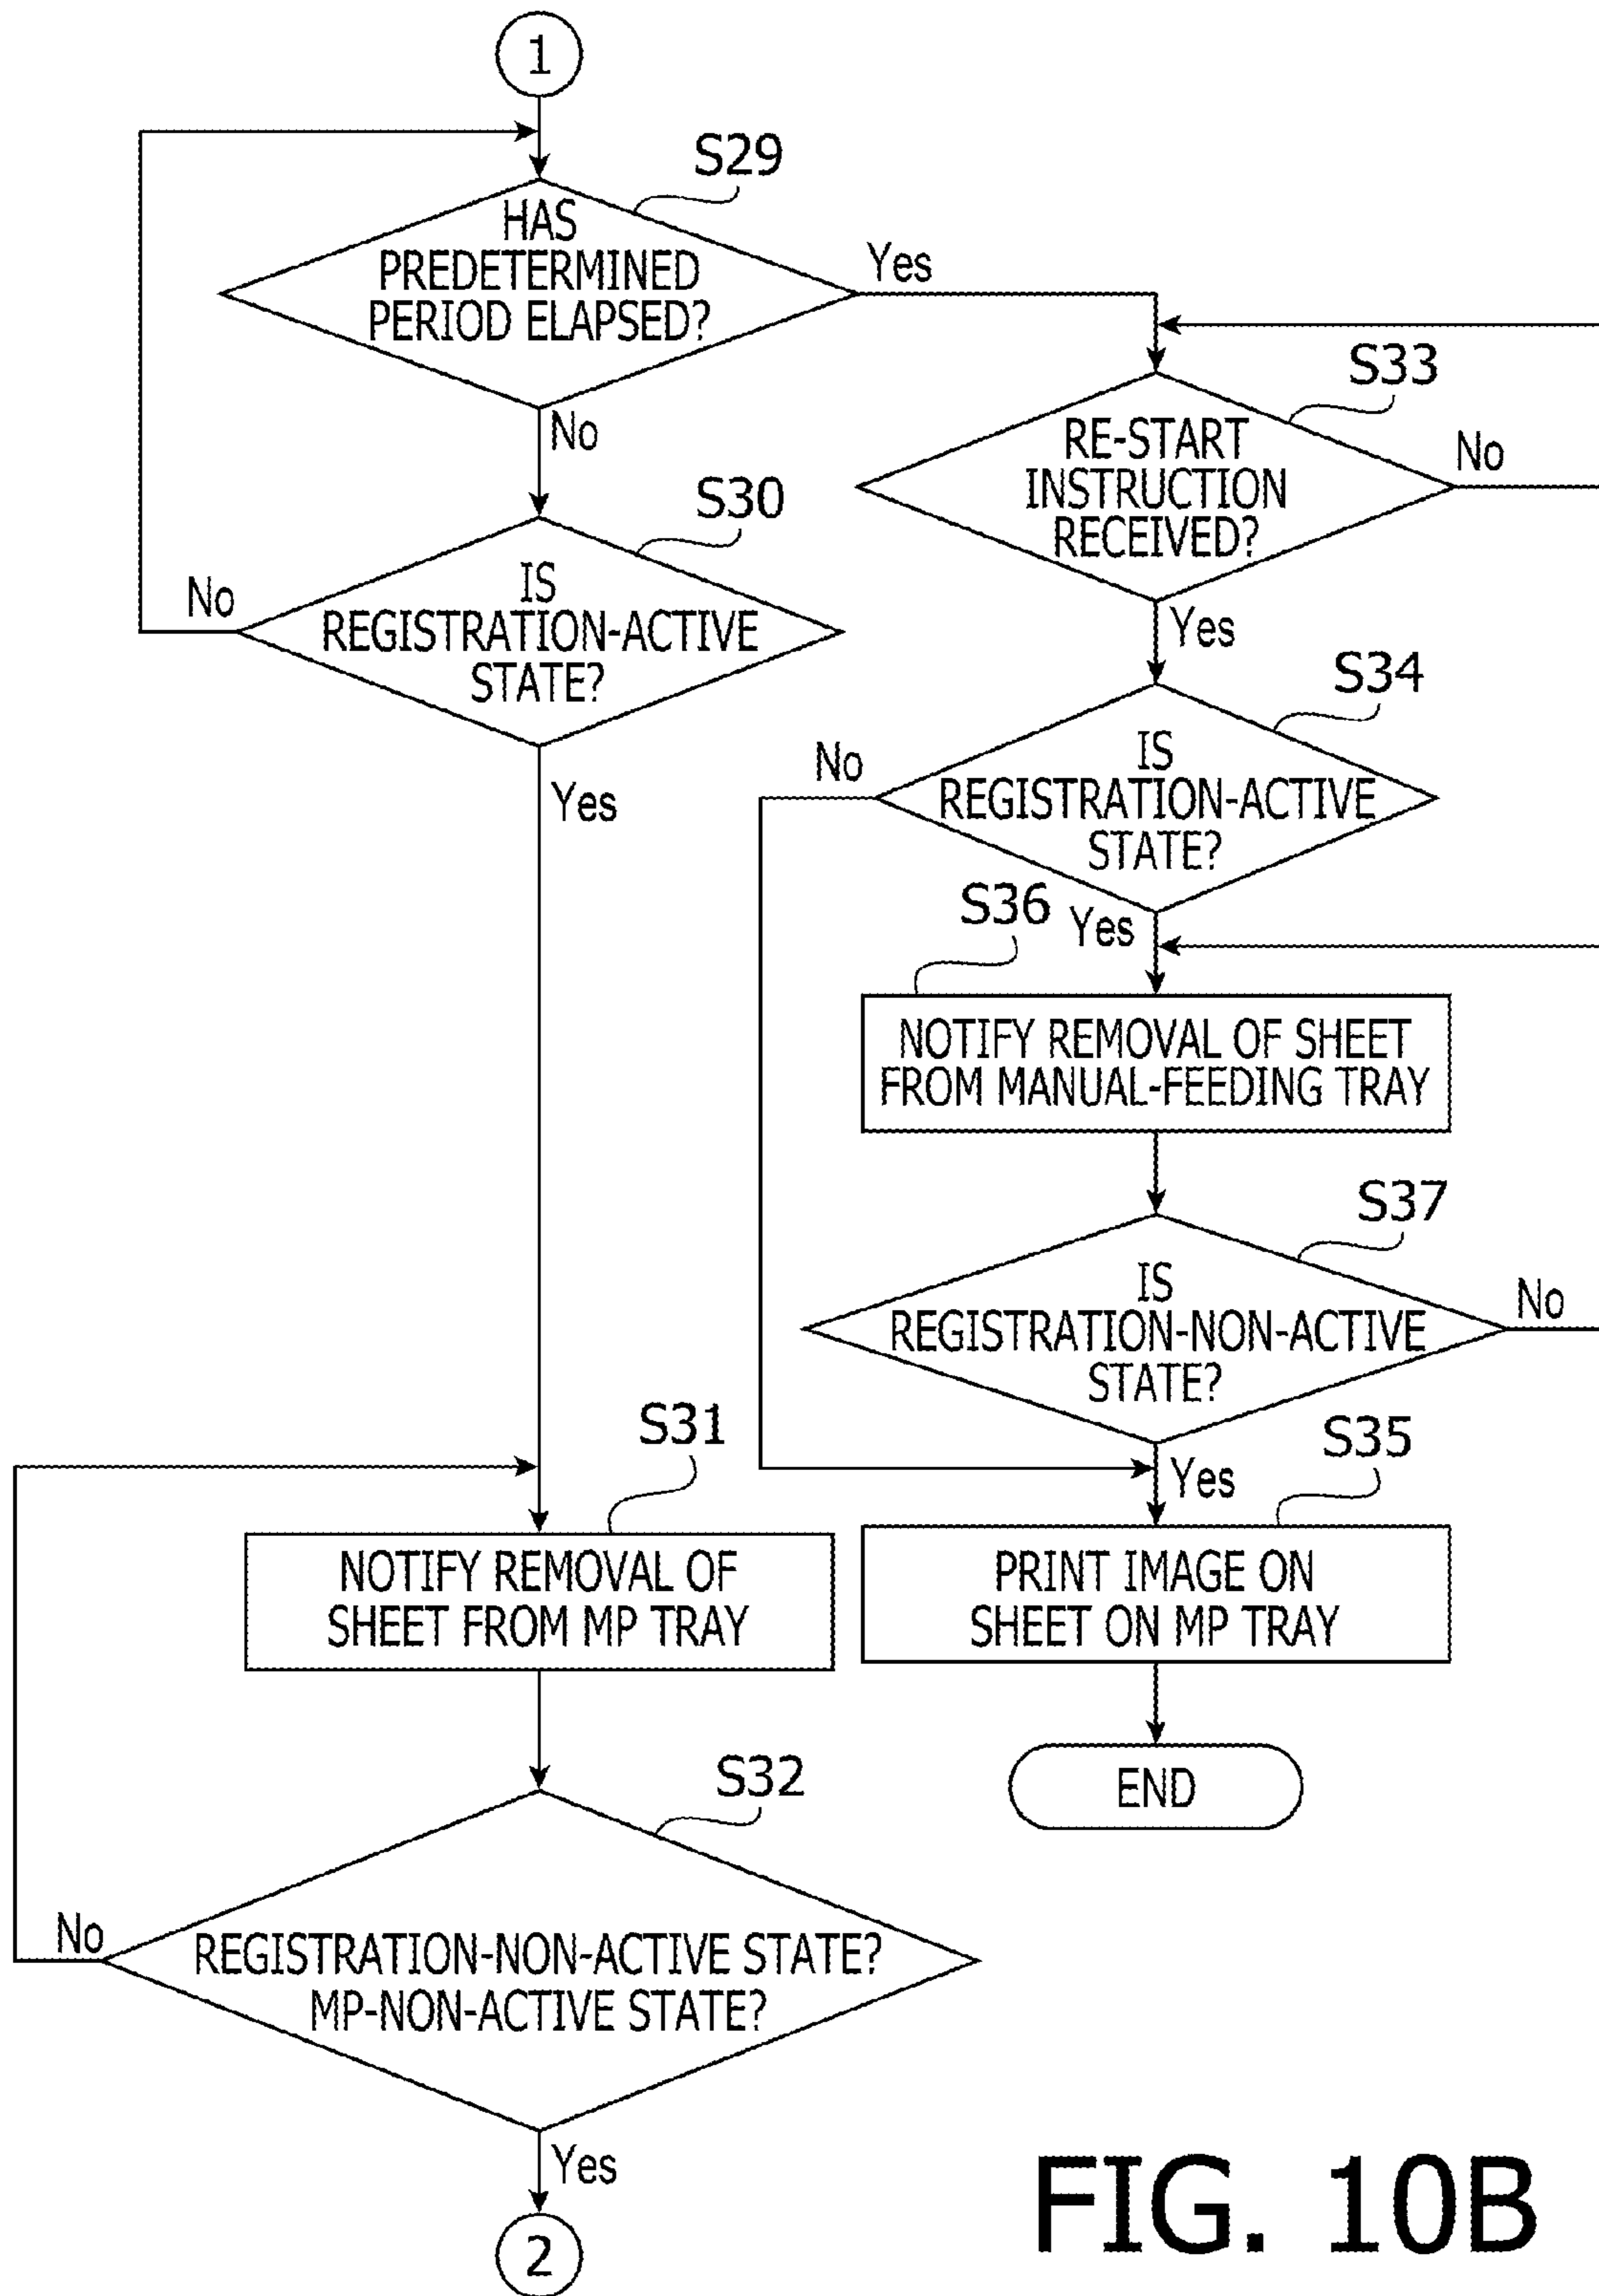 1
S29
HAS
PREDETERMINED
PERIOD ELAPSED?
Yes
No
S30
IS
REGISTRATION-ACTIVE
STATE?
No
Yes
S33
RE-START
INSTRUCTION
RECEIVED?
No
Yes
S34
IS
REGISTRATION-ACTIVE
STATE?
No
Yes
S36
NOTIFY REMOVAL OF SHEET
FROM MANUAL-FEEDING TRAY
S37
IS
REGISTRATION-NON-ACTIVE
STATE?
No
Yes
S31
NOTIFY REMOVAL OF
SHEET FROM MP TRAY
S35
PRINT IMAGE ON
SHEET ON MP TRAY
END
S32
REGISTRATION-NON-ACTIVE STATE?
MP-NON-ACTIVE STATE?
No
Yes
2
FIG. 10B